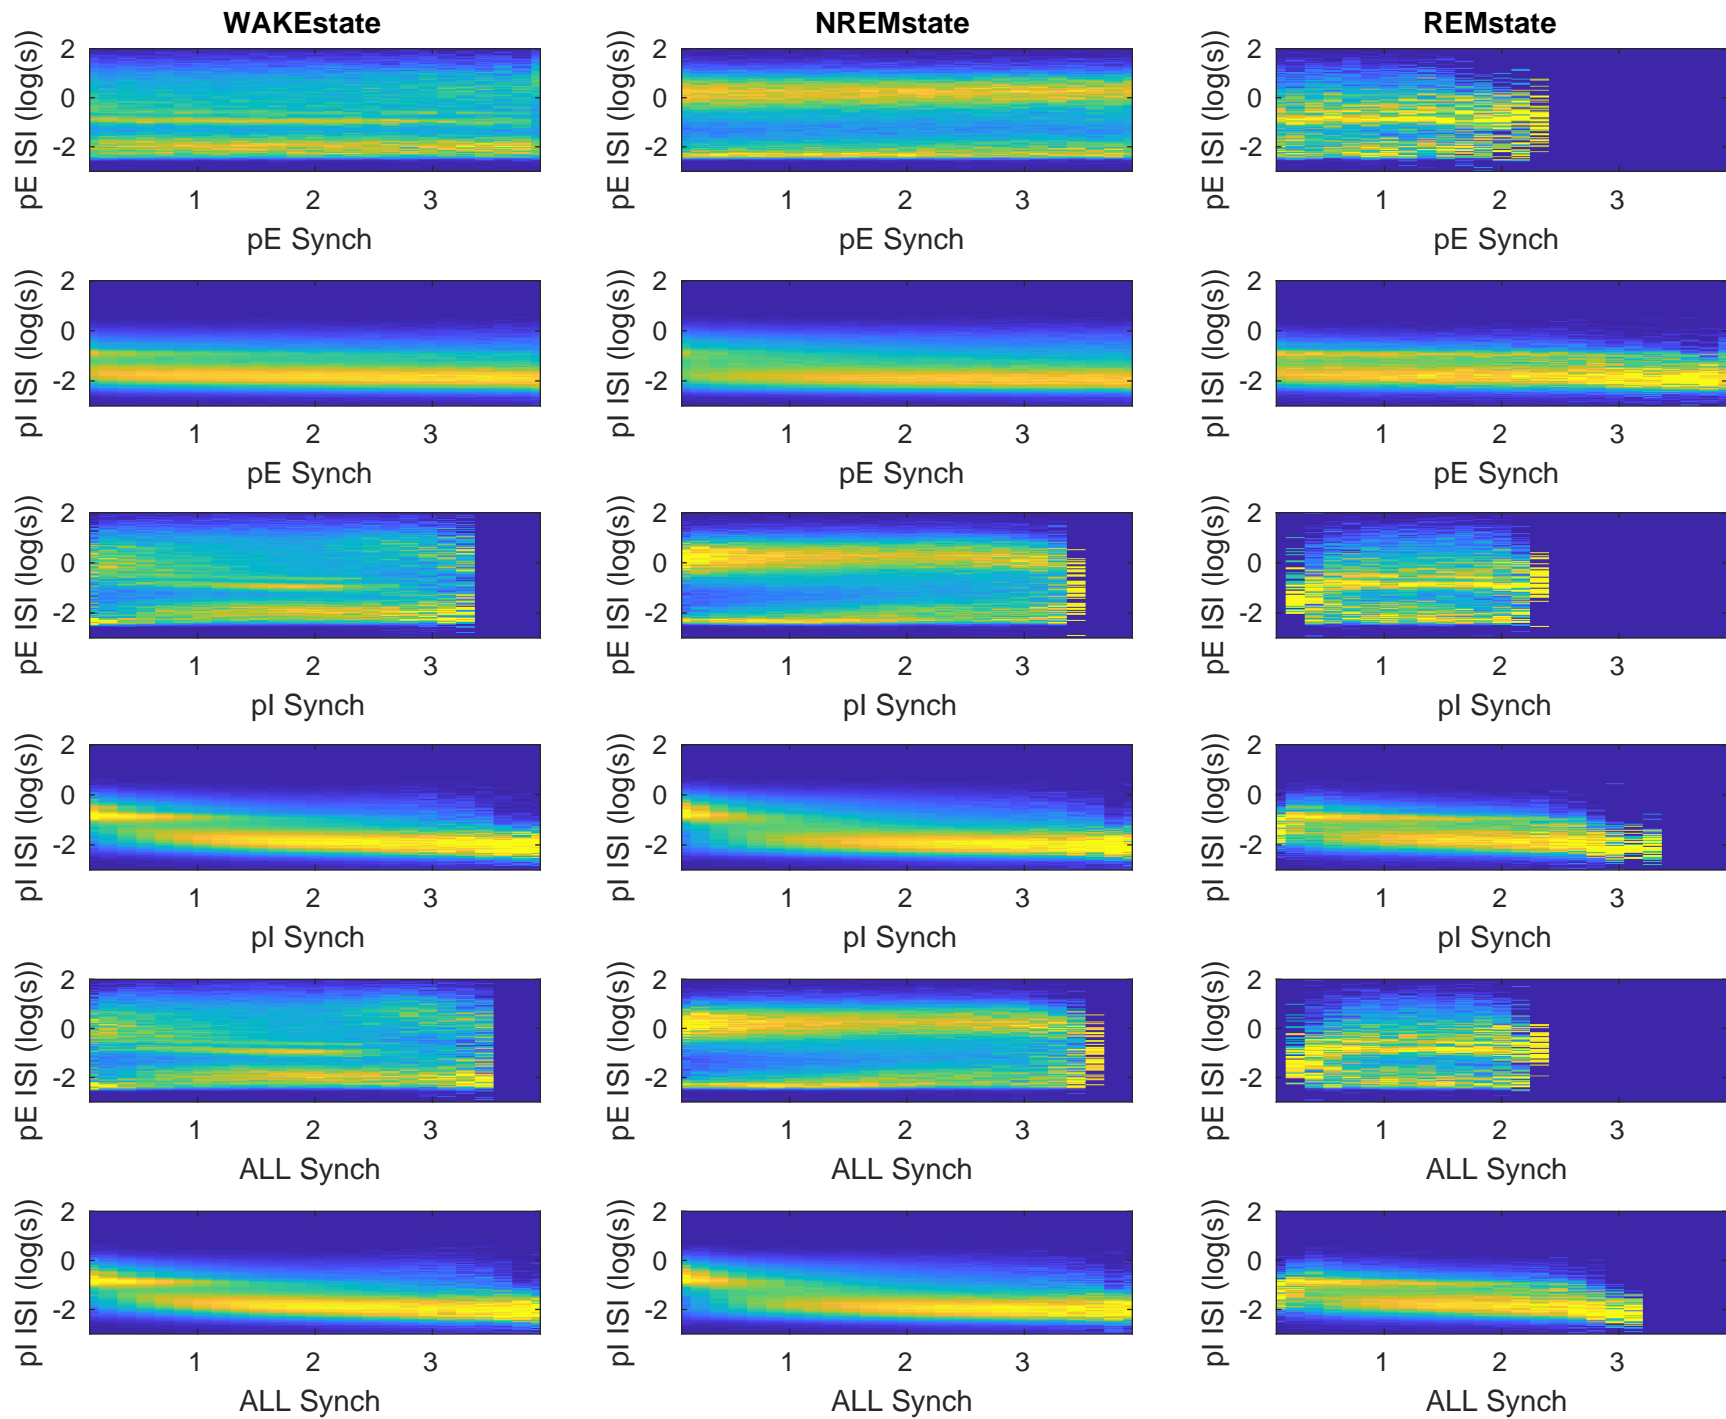 WAKEstate NREMstate REMstate
pE ISI (log(s)) 2 0 -2 pE ISI (log(s)) 2 0 -2 pE ISI (log(s)) 2 0 -2
1 2 3 1 2 3 1 2 3
pE Synch pE Synch pE Synch
pI ISI (log(s)) 2 0 -2 pI ISI (log(s)) 2 0 -2 pI ISI (log(s)) 2 0 -2
1 2 3 1 2 3 1 2 3
pE Synch pE Synch pE Synch
pE ISI (log(s)) 2 0 -2 pE ISI (log(s)) 2 0 -2 pE ISI (log(s)) 2 0 -2
1 2 3 1 2 3 1 2 3
pI Synch pI Synch pI Synch
pI ISI (log(s)) 2 0 -2 pI ISI (log(s)) 2 0 -2 pI ISI (log(s)) 2 0 -2
1 2 3 1 2 3 1 2 3
pI Synch pI Synch pI Synch
pE ISI (log(s)) 2 0 -2 pE ISI (log(s)) 2 0 -2 pE ISI (log(s)) 2 0 -2
1 2 3 1 2 3 1 2 3
ALL Synch ALL Synch ALL Synch
pI ISI (log(s)) 2 0 -2 pI ISI (log(s)) 2 0 -2 pI ISI (log(s)) 2 0 -2
1 2 3 1 2 3 1 2 3
ALL Synch ALL Synch ALL Synch